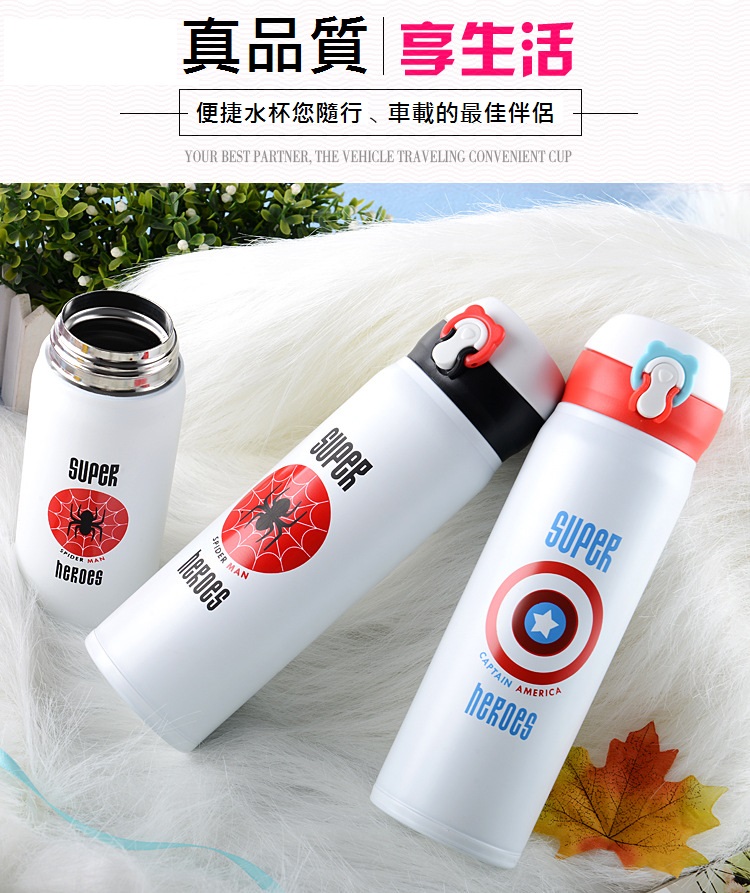 真品質 享生活
便捷水杯您隨行、車載的最佳伴侶
YOUR BEST PARTNER, THE VEHICLE TRAVELING CONVENIENT CUP
SUPER
SPIDER MAN
heroes
SUPER
SPIDER MAN
heroes
SUPER
CAPTAIN AMERICA
heroes